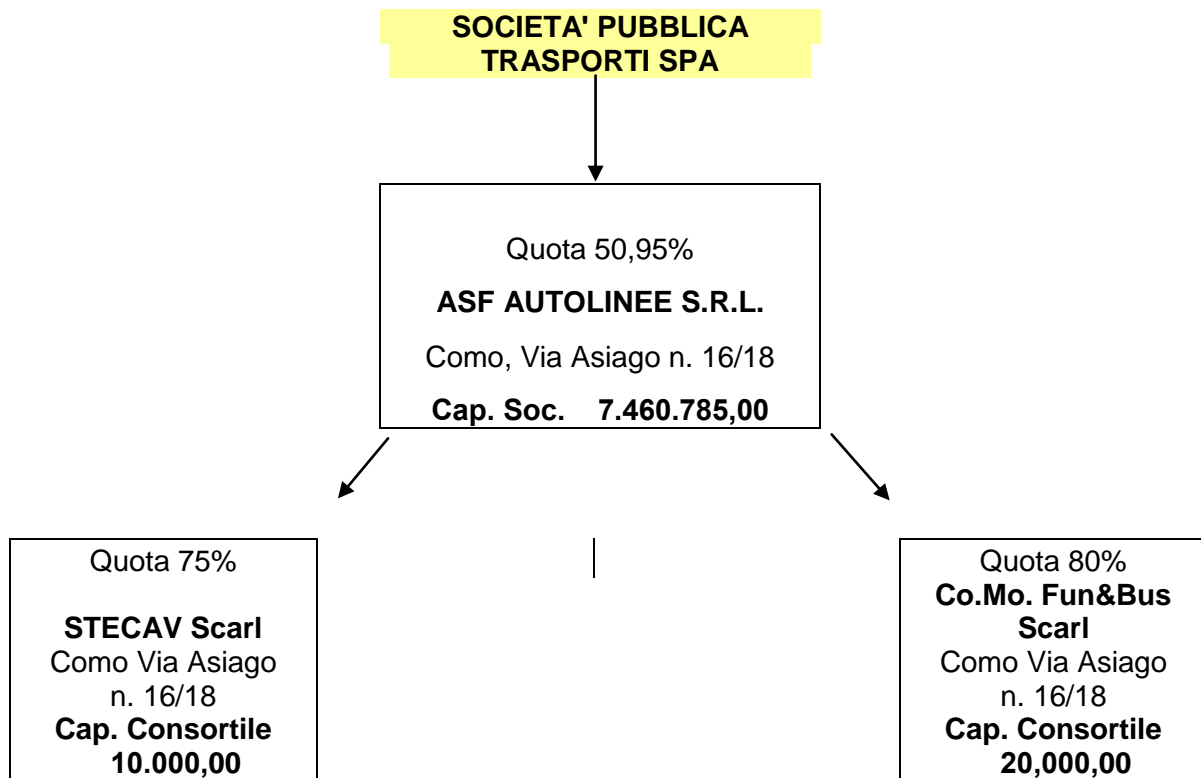 SOCIETA' PUBBLICA
TRASPORTI SPA
Quota 50,95%
ASF AUTOLINEE S.R.L.
Como, Via Asiago n. 16/18
Cap. Soc. 7.460.785,00
Quota 75%
STECAV Scarl
Como Via Asiago
n. 16/18
Cap. Consortile
10.000,00
Quota 80%
Co.Mo. Fun&Bus
Scarl
Como Via Asiago
n. 16/18
Cap. Consortile
20,000,00